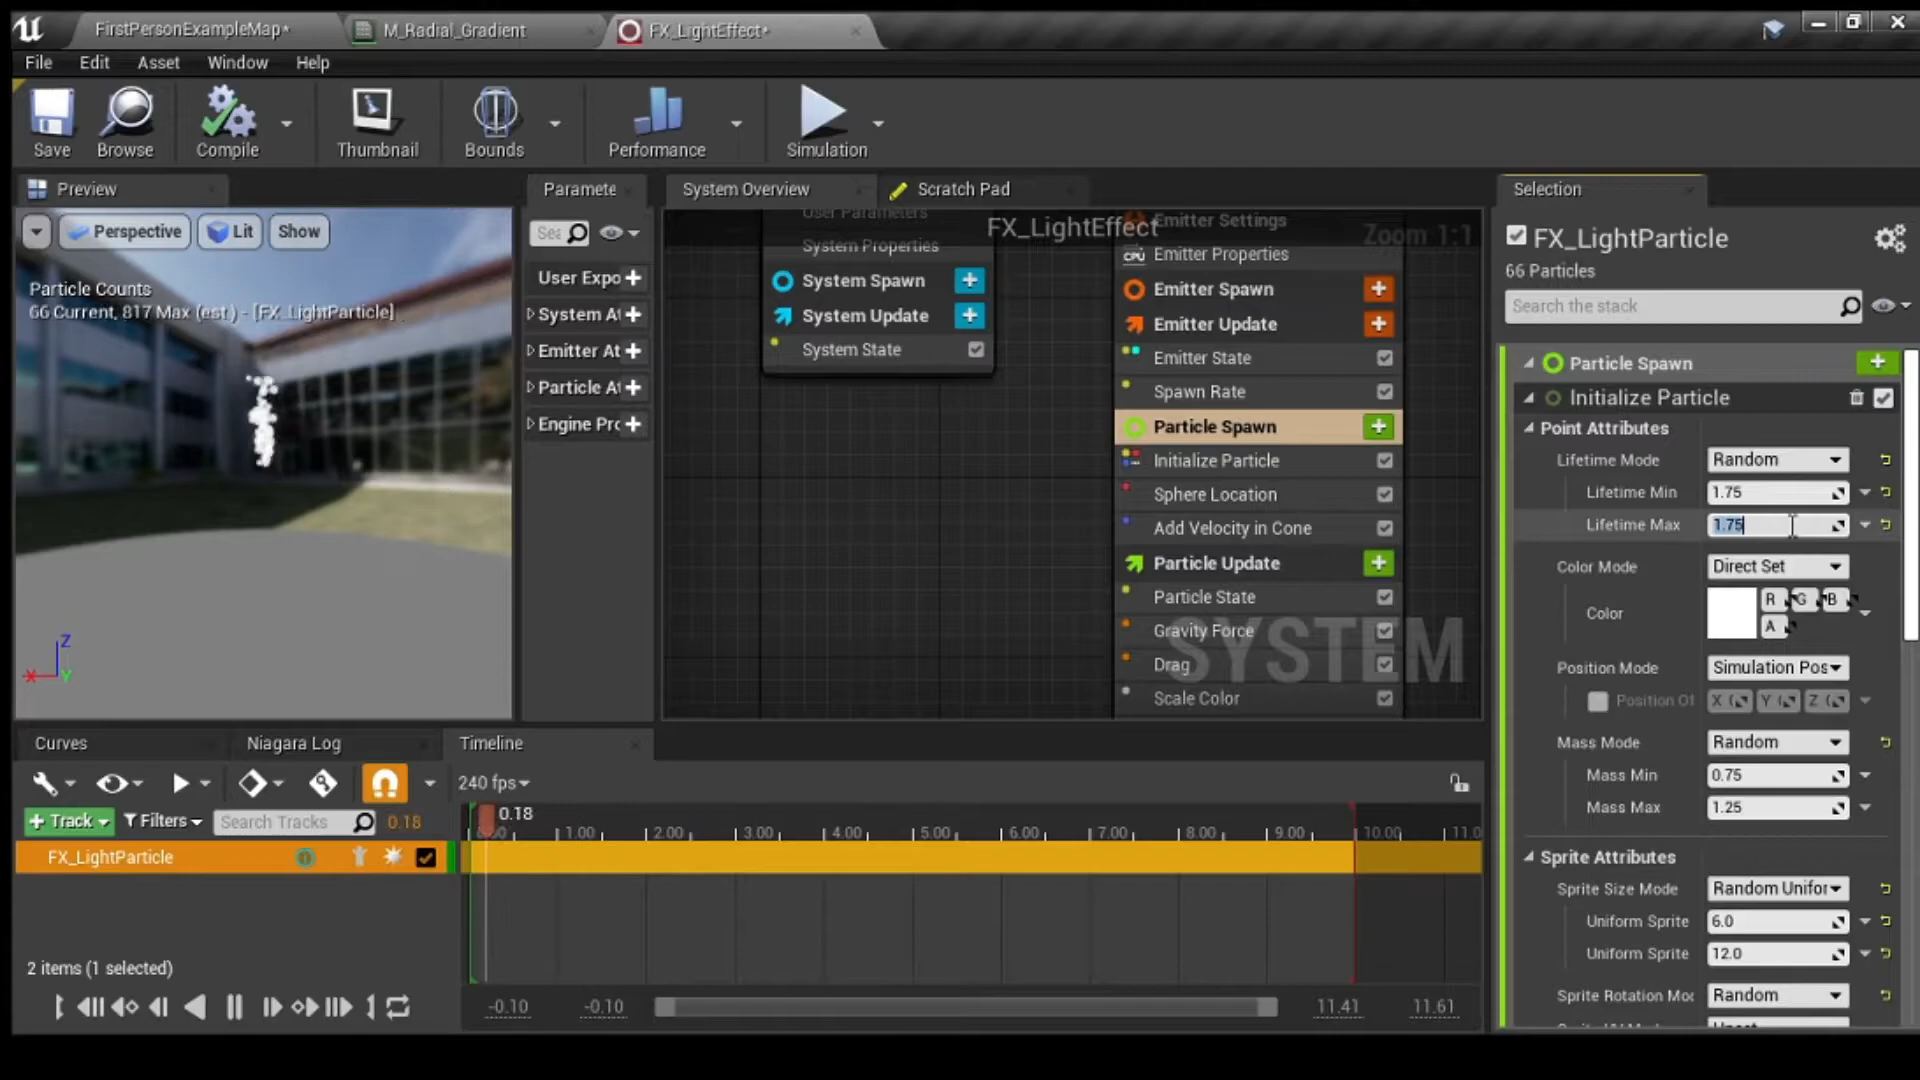 FirstPersonExampleMap*
M_Radial_Gradient
FX_LightEffect*
File Edit Asset Window Help
Save Browse Compile Thumbnail Bounds Performance Simulation
Preview
Perspective Lit Show
Particle Counts
66 Current, 817 Max (est.) - [FX_LightParticle]
Z
X
Y
Paramete
Sea
User Expo
System At
Emitter At
Particle At
Engine Pro
System Overview
Scratch Pad
FX_LightEffect
Zoom 1:1
User Parameters
System Properties
System Spawn
System Update
System State
Emitter Settings
CPU Emitter Properties
Emitter Spawn
Emitter Update
Emitter State
Spawn Rate
Particle Spawn
Initialize Particle
Sphere Location
Add Velocity in Cone
Particle Update
Particle State
Gravity Force
Drag
Scale Color
SYSTEM
Selection
FX_LightParticle
66 Particles
Search the stack
Particle Spawn
Initialize Particle
Point Attributes
Lifetime Mode Random
Lifetime Min 1.75
Lifetime Max 1.75
Color Mode Direct Set
Color R G B
A
Position Mode Simulation Pos
Position Of X Y Z
Mass Mode Random
Mass Min 0.75
Mass Max 1.25
Sprite Attributes
Sprite Size Mode Random Unifor
Uniform Sprite 6.0
Uniform Sprite 12.0
Sprite Rotation Mod Random
Curves
Niagara Log
Timeline
240 fps
Track Filters Search Tracks 0.18
0.18
1.00 2.00 3.00 4.00 5.00 6.00 7.00 8.00 9.00 10.00 11.0
FX_LightParticle
2 items (1 selected)
-0.10 -0.10 11.41 11.61